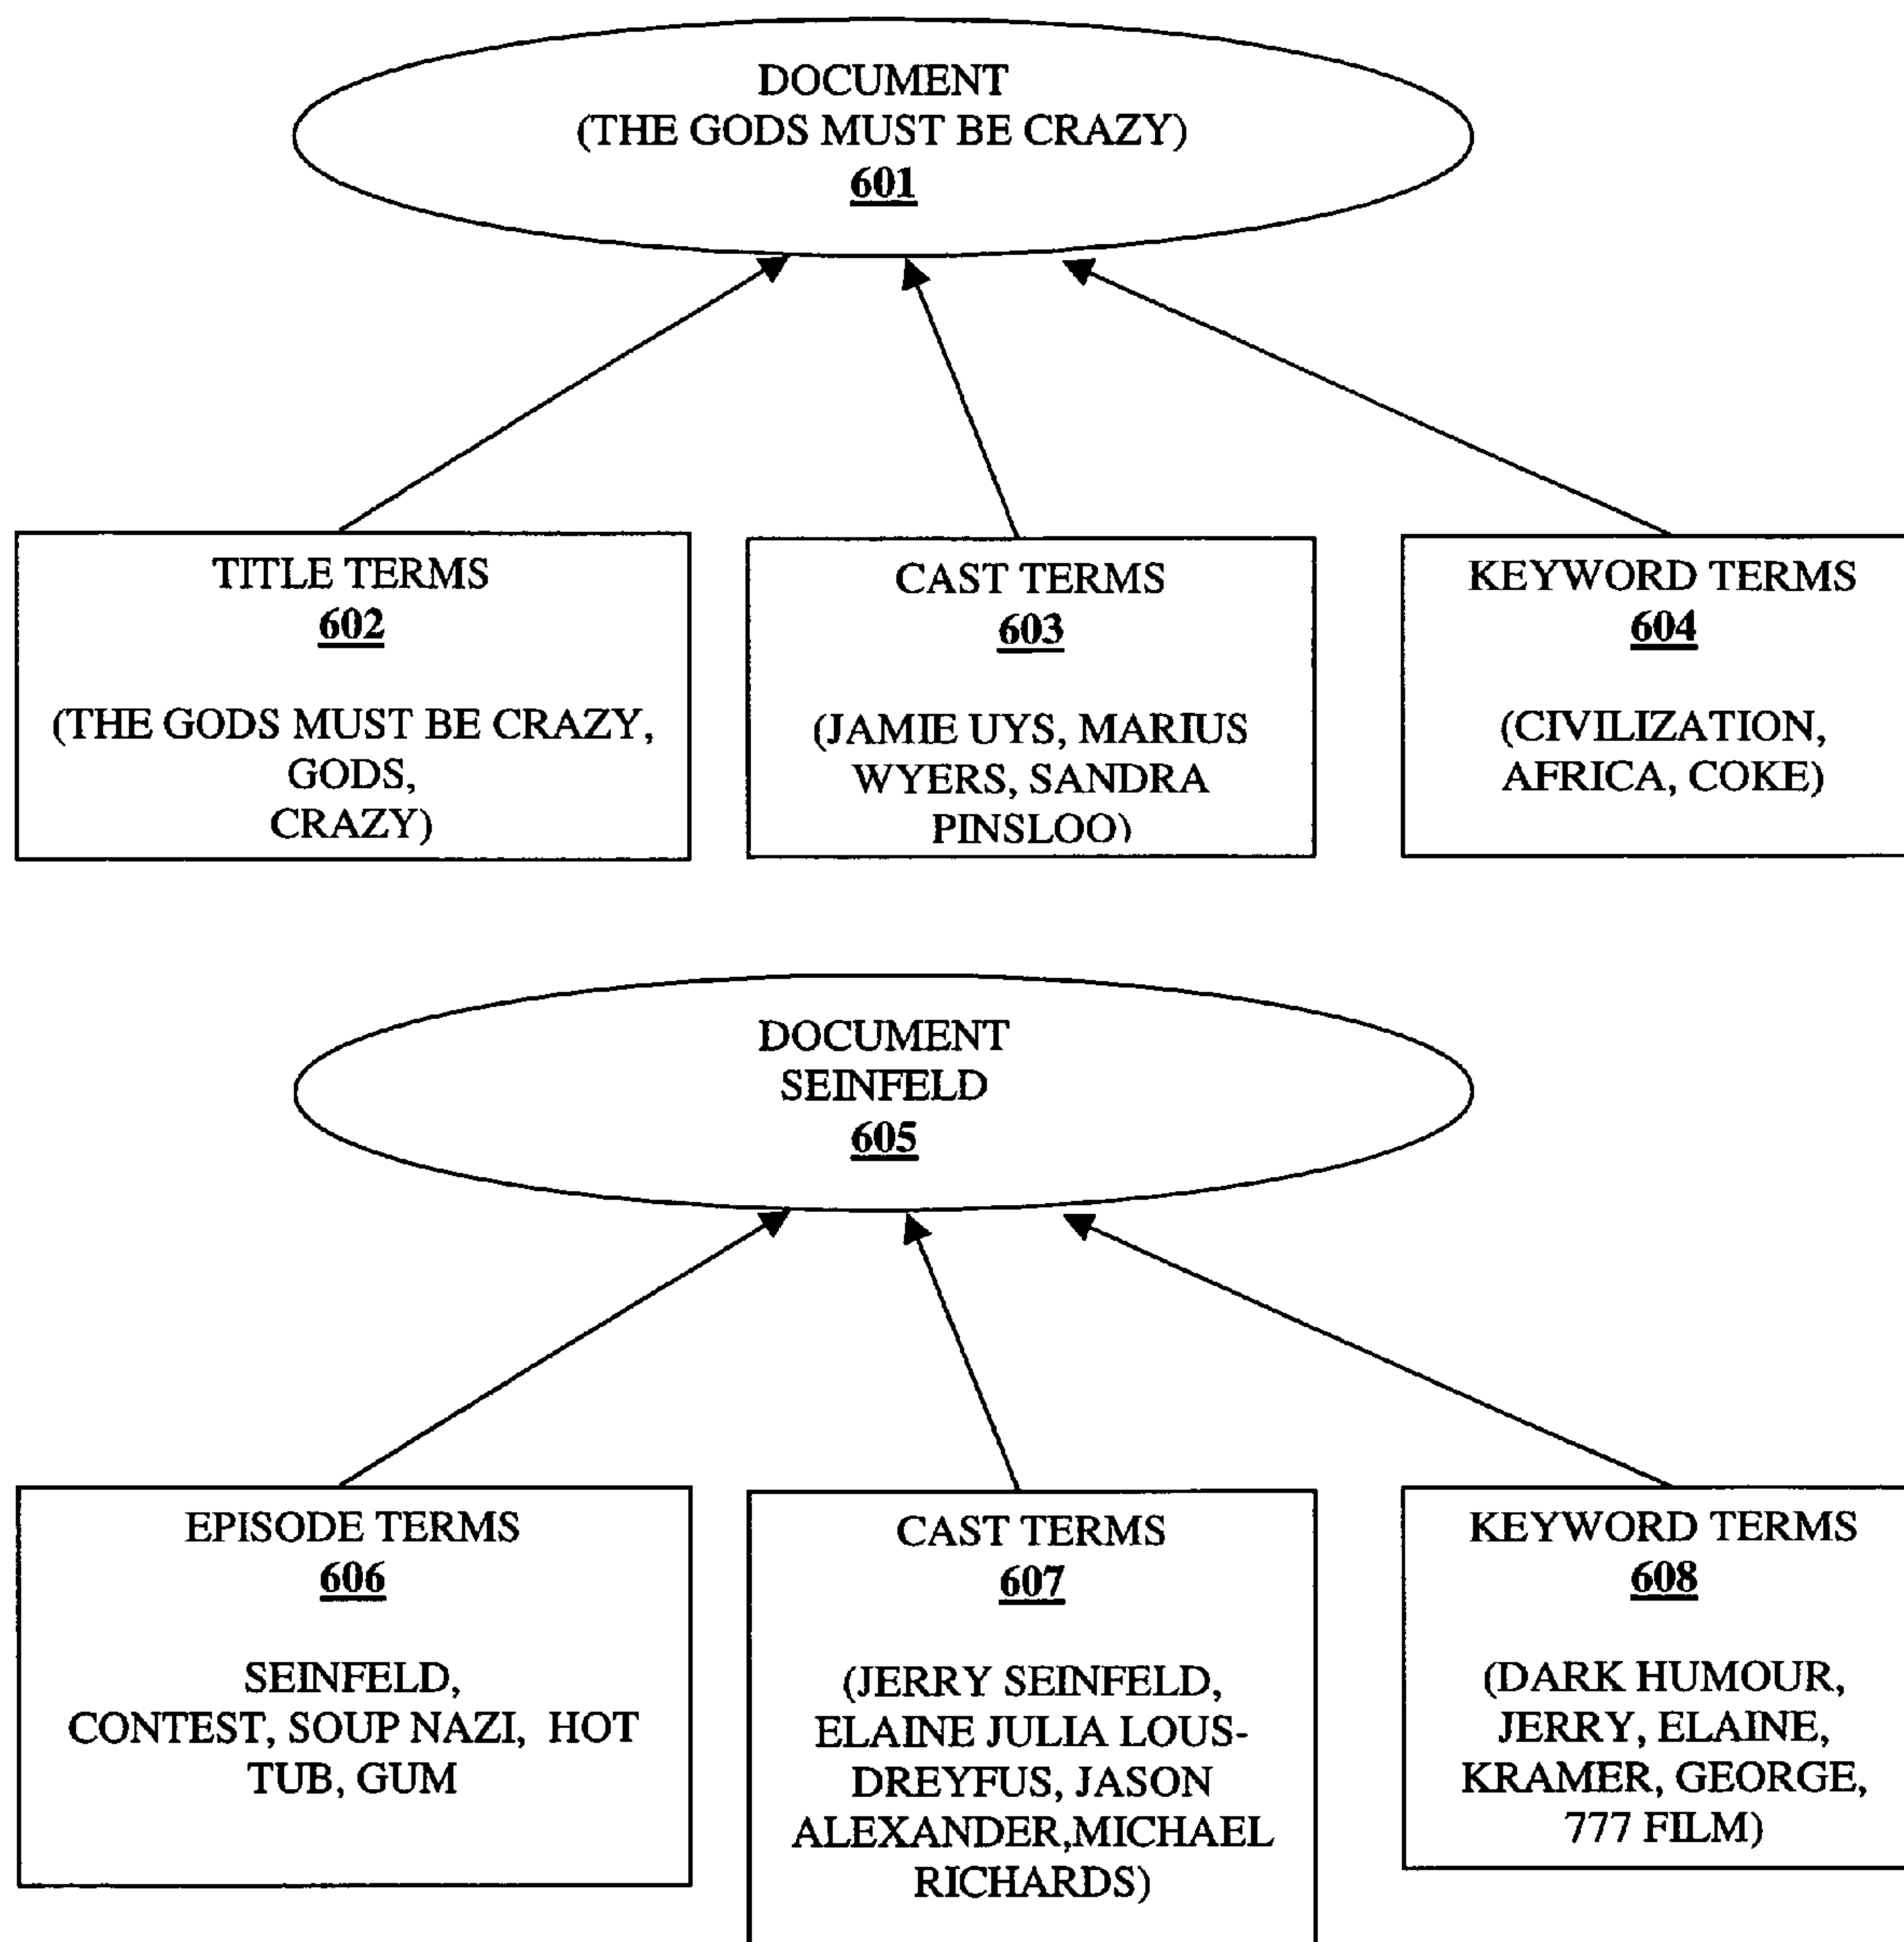 DOCUMENT
(THE GODS MUST BE CRAZY)
601
TITLE TERMS
602
(THE GODS MUST BE CRAZY,
GODS,
CRAZY)
CAST TERMS
603
(JAMIE UYS, MARIUS
WYERS, SANDRA
PINSLOO)
KEYWORD TERMS
604
(CIVILIZATION,
AFRICA, COKE)
DOCUMENT
SEINFELD
605
EPISODE TERMS
606
SEINFELD,
CONTEST, SOUP NAZI, HOT
TUB, GUM
CAST TERMS
607
(JERRY SEINFELD,
ELAINE JULIA LOUS-
DREYFUS, JASON
ALEXANDER,MICHAEL
RICHARDS)
KEYWORD TERMS
608
(DARK HUMOUR,
JERRY, ELAINE,
KRAMER, GEORGE,
777 FILM)